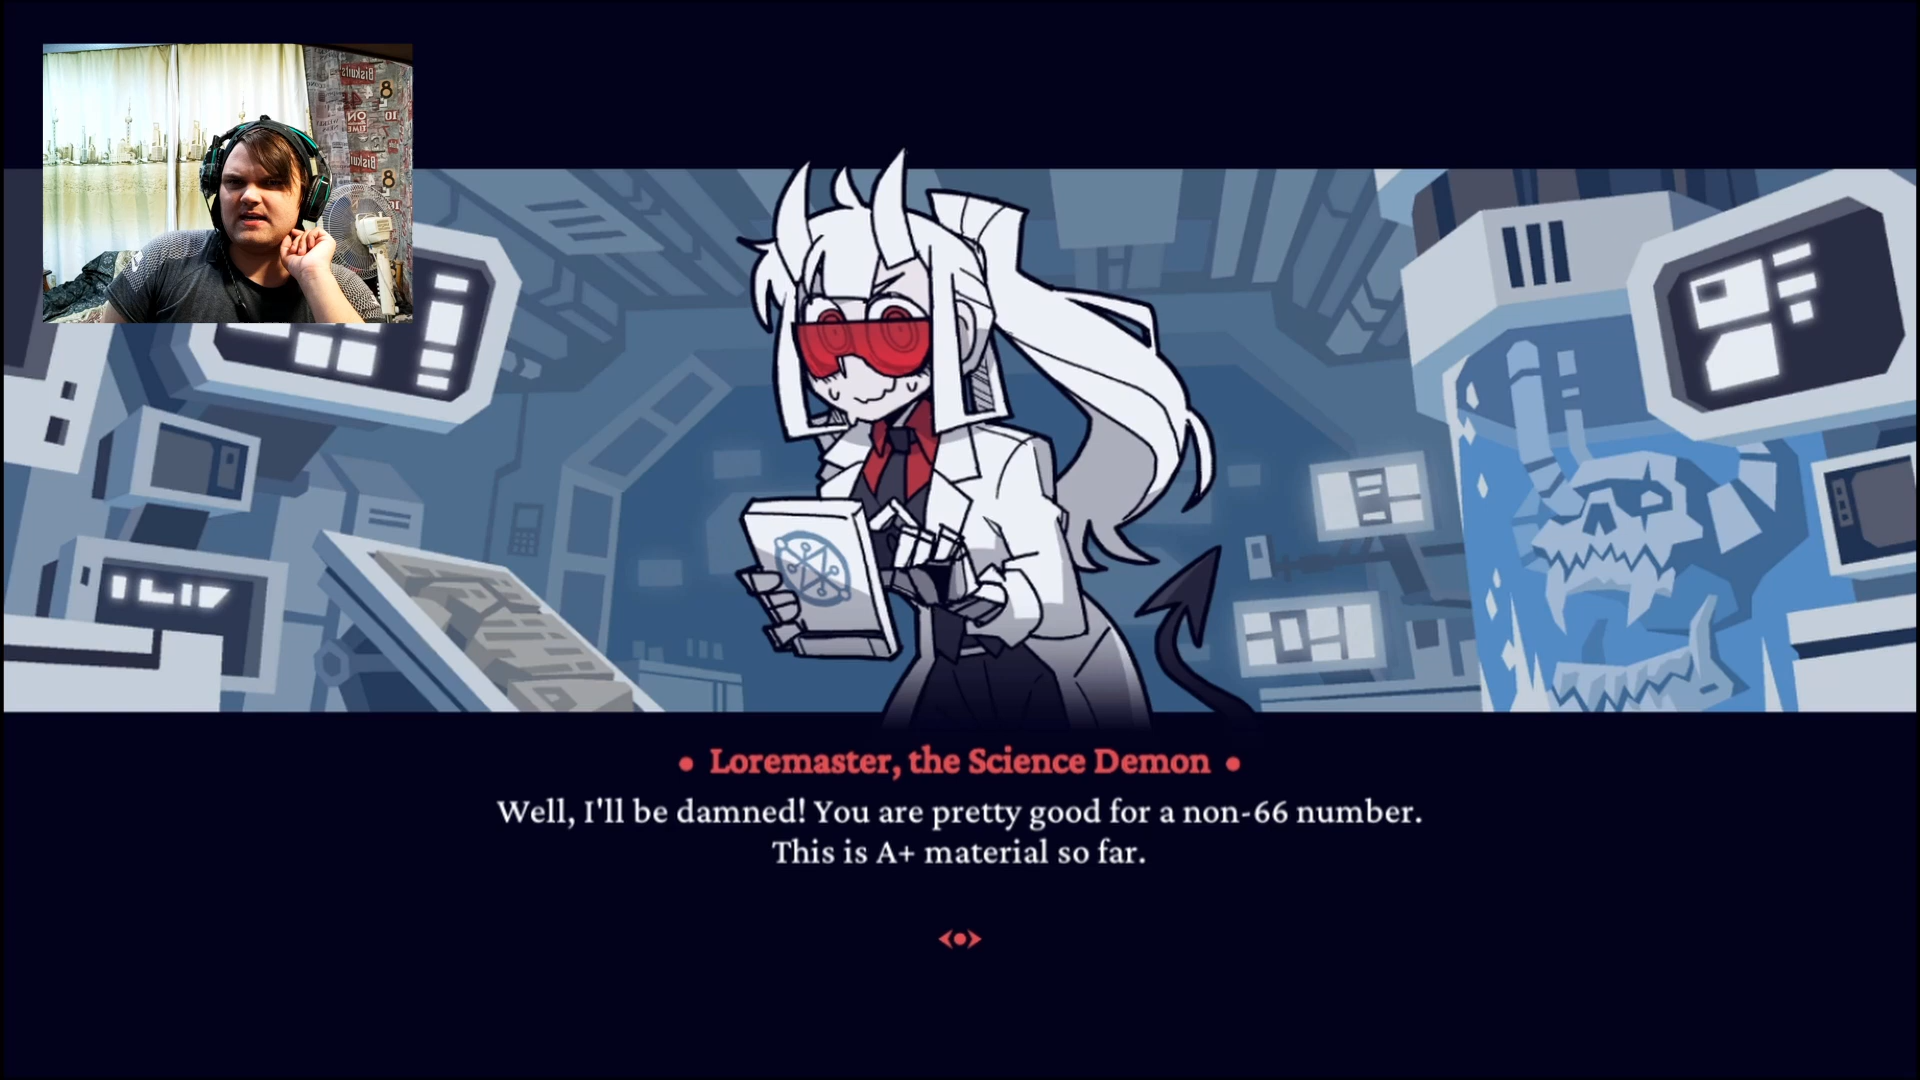 • Loremaster, the Science Demon •
Well, I'll be damned! You are pretty good for a non-66 number.
This is A+ material so far.